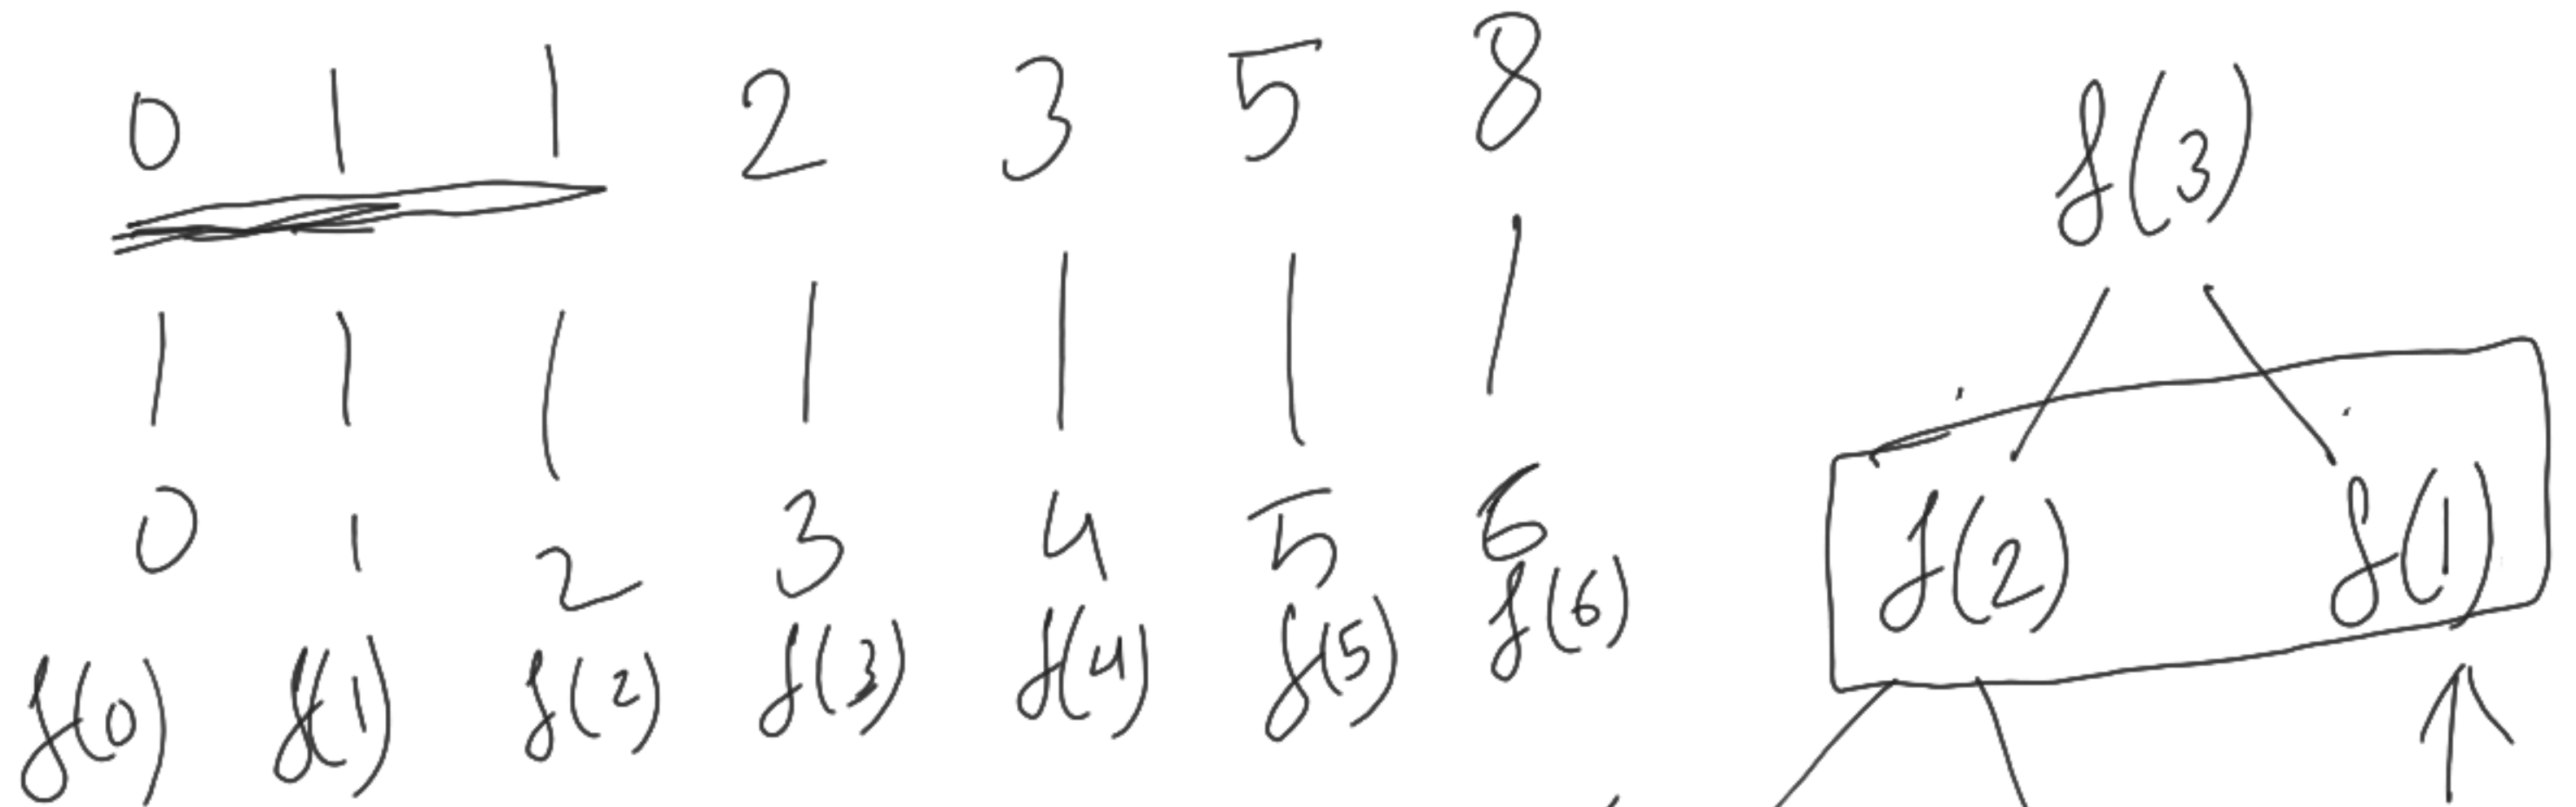 0 1 1 2 3 5 8
0 1 2 3 4 5 6
f(0) f(1) f(2) f(3) f(4) f(5) f(6)
f(3)
f(2) f(1)